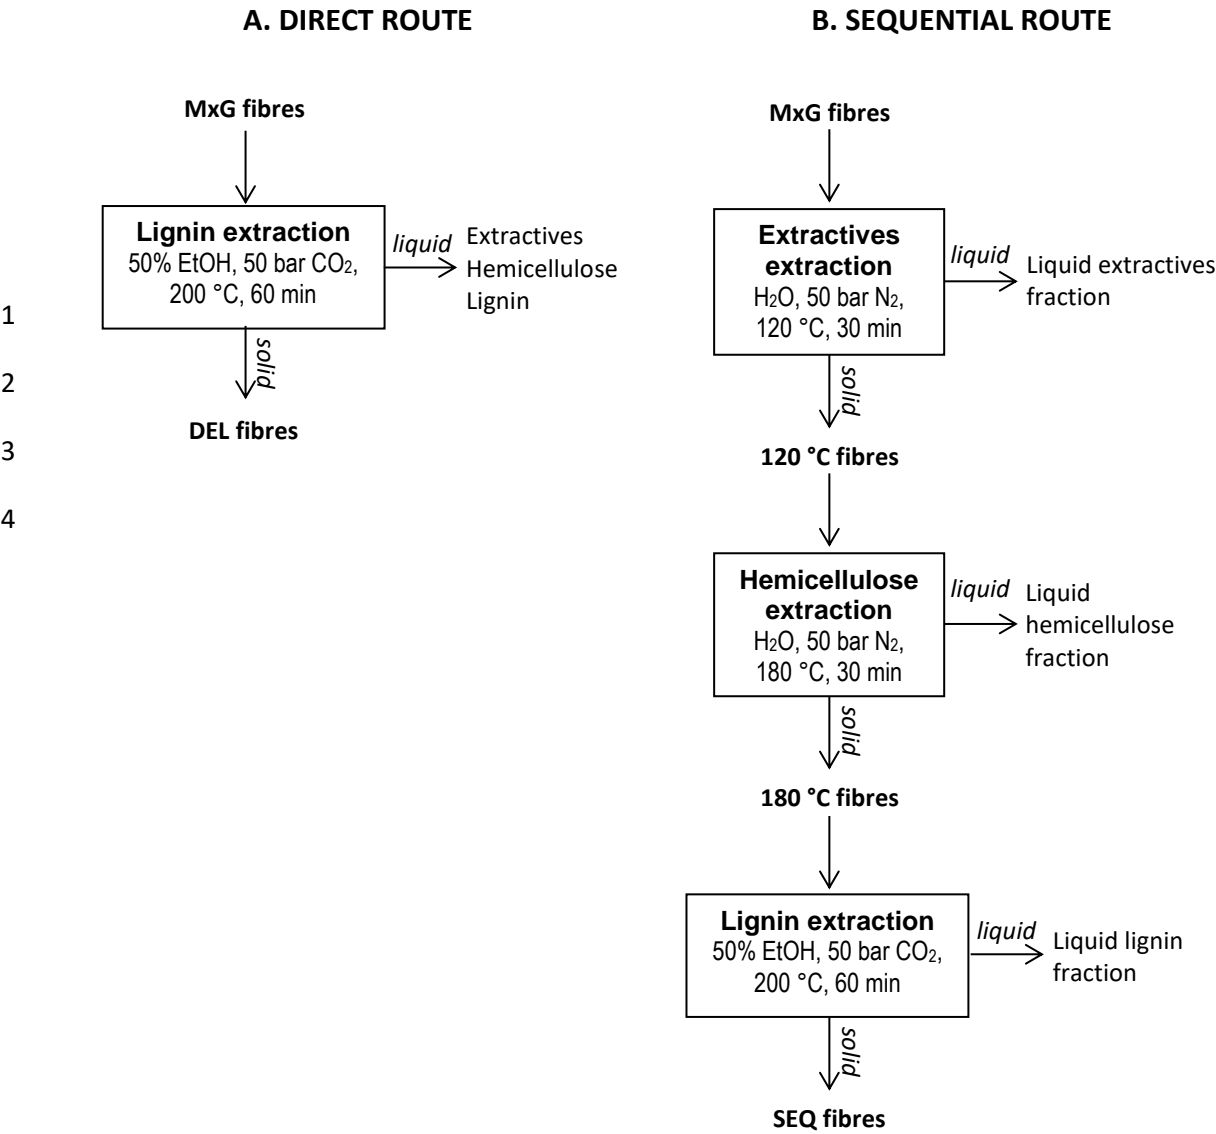 A. DIRECT ROUTE
MxG fibres
Lignin extraction
50% EtOH, 50 bar CO₂,
200 °C, 60 min
liquid
Extractives
Hemicellulose
Lignin
solid
DEL fibres
1
2
3
4
B. SEQUENTIAL ROUTE
MxG fibres
Extractives
extraction
H₂O, 50 bar N₂,
120 °C, 30 min
liquid
Liquid extractives
fraction
solid
120 °C fibres
Hemicellulose
extraction
H₂O, 50 bar N₂,
180 °C, 30 min
liquid
Liquid
hemicellulose
fraction
solid
180 °C fibres
Lignin extraction
50% EtOH, 50 bar CO₂,
200 °C, 60 min
liquid
Liquid lignin
fraction
solid
SEQ fibres